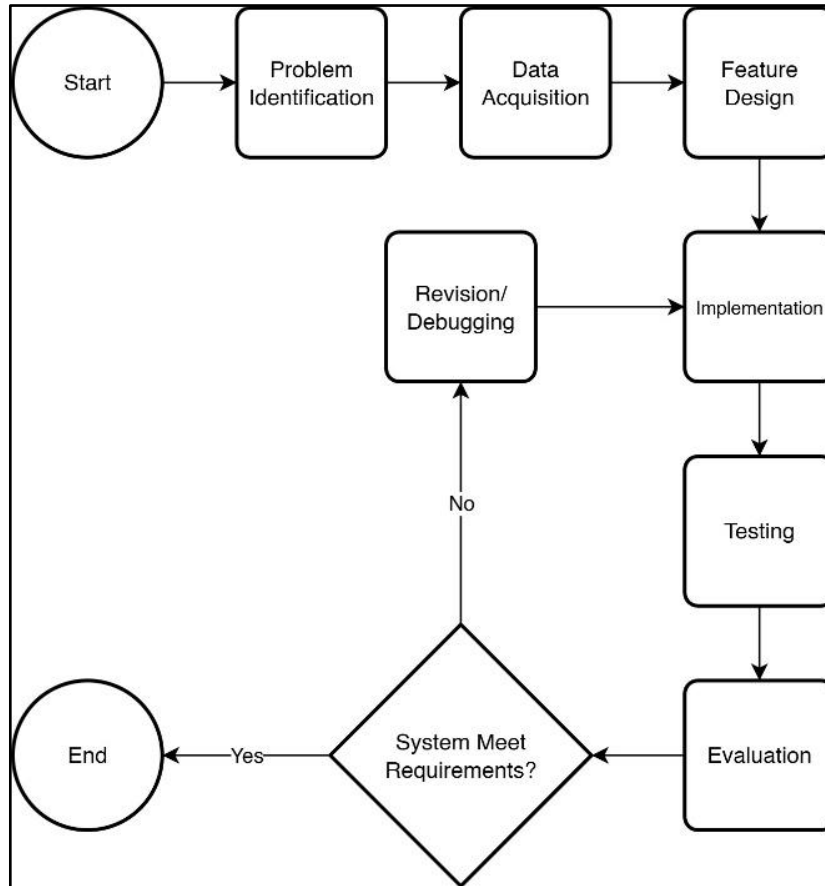 Start
Problem
Identification
Data
Acquisition
Feature
Design
Revision/
Debugging
Implementation
No
Testing
End
Yes
System Meet
Requirements?
Evaluation